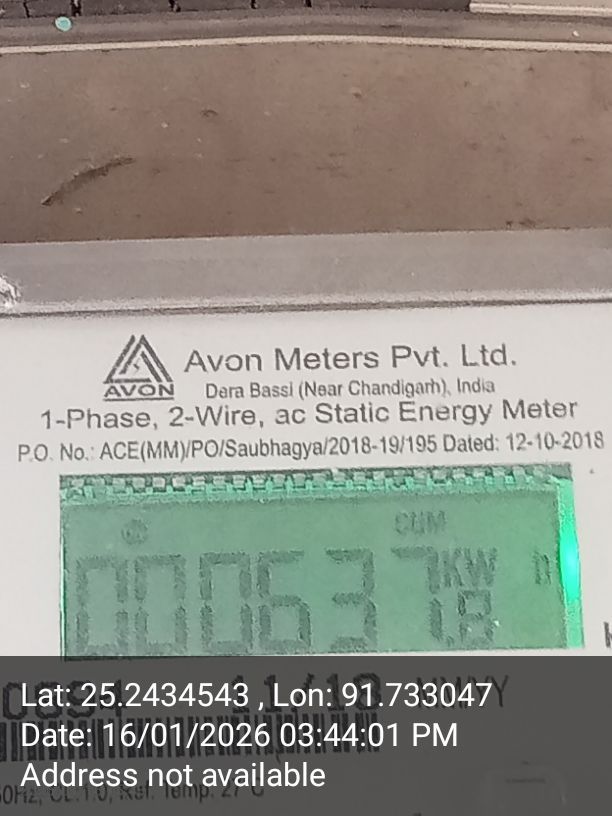 Avon Meters Pvt. Ltd.
AVON
Dera Bassi (Near Chandigarh), India
1-Phase, 2-Wire, ac Static Energy Meter
P.O. No.: ACE(MM)/PO/Saubhagya/2018-19/195 Dated: 12-10-2018
CUM
000637 KW
1.8
Lat: 25.2434543 , Lon: 91.733047
Date: 16/01/2026 03:44:01 PM
Address not available